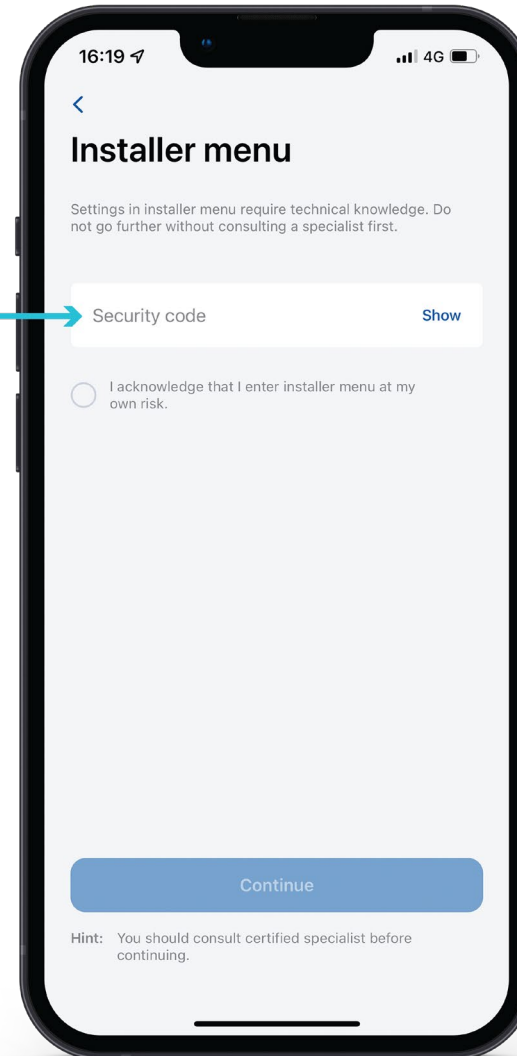 16:19
4G
Installer menu
Settings in installer menu require technical knowledge. Do
not go further without consulting a specialist first.
Security code Show
I acknowledge that I enter installer menu at my
own risk.
Continue
Hint: You should consult certified specialist before
continuing.